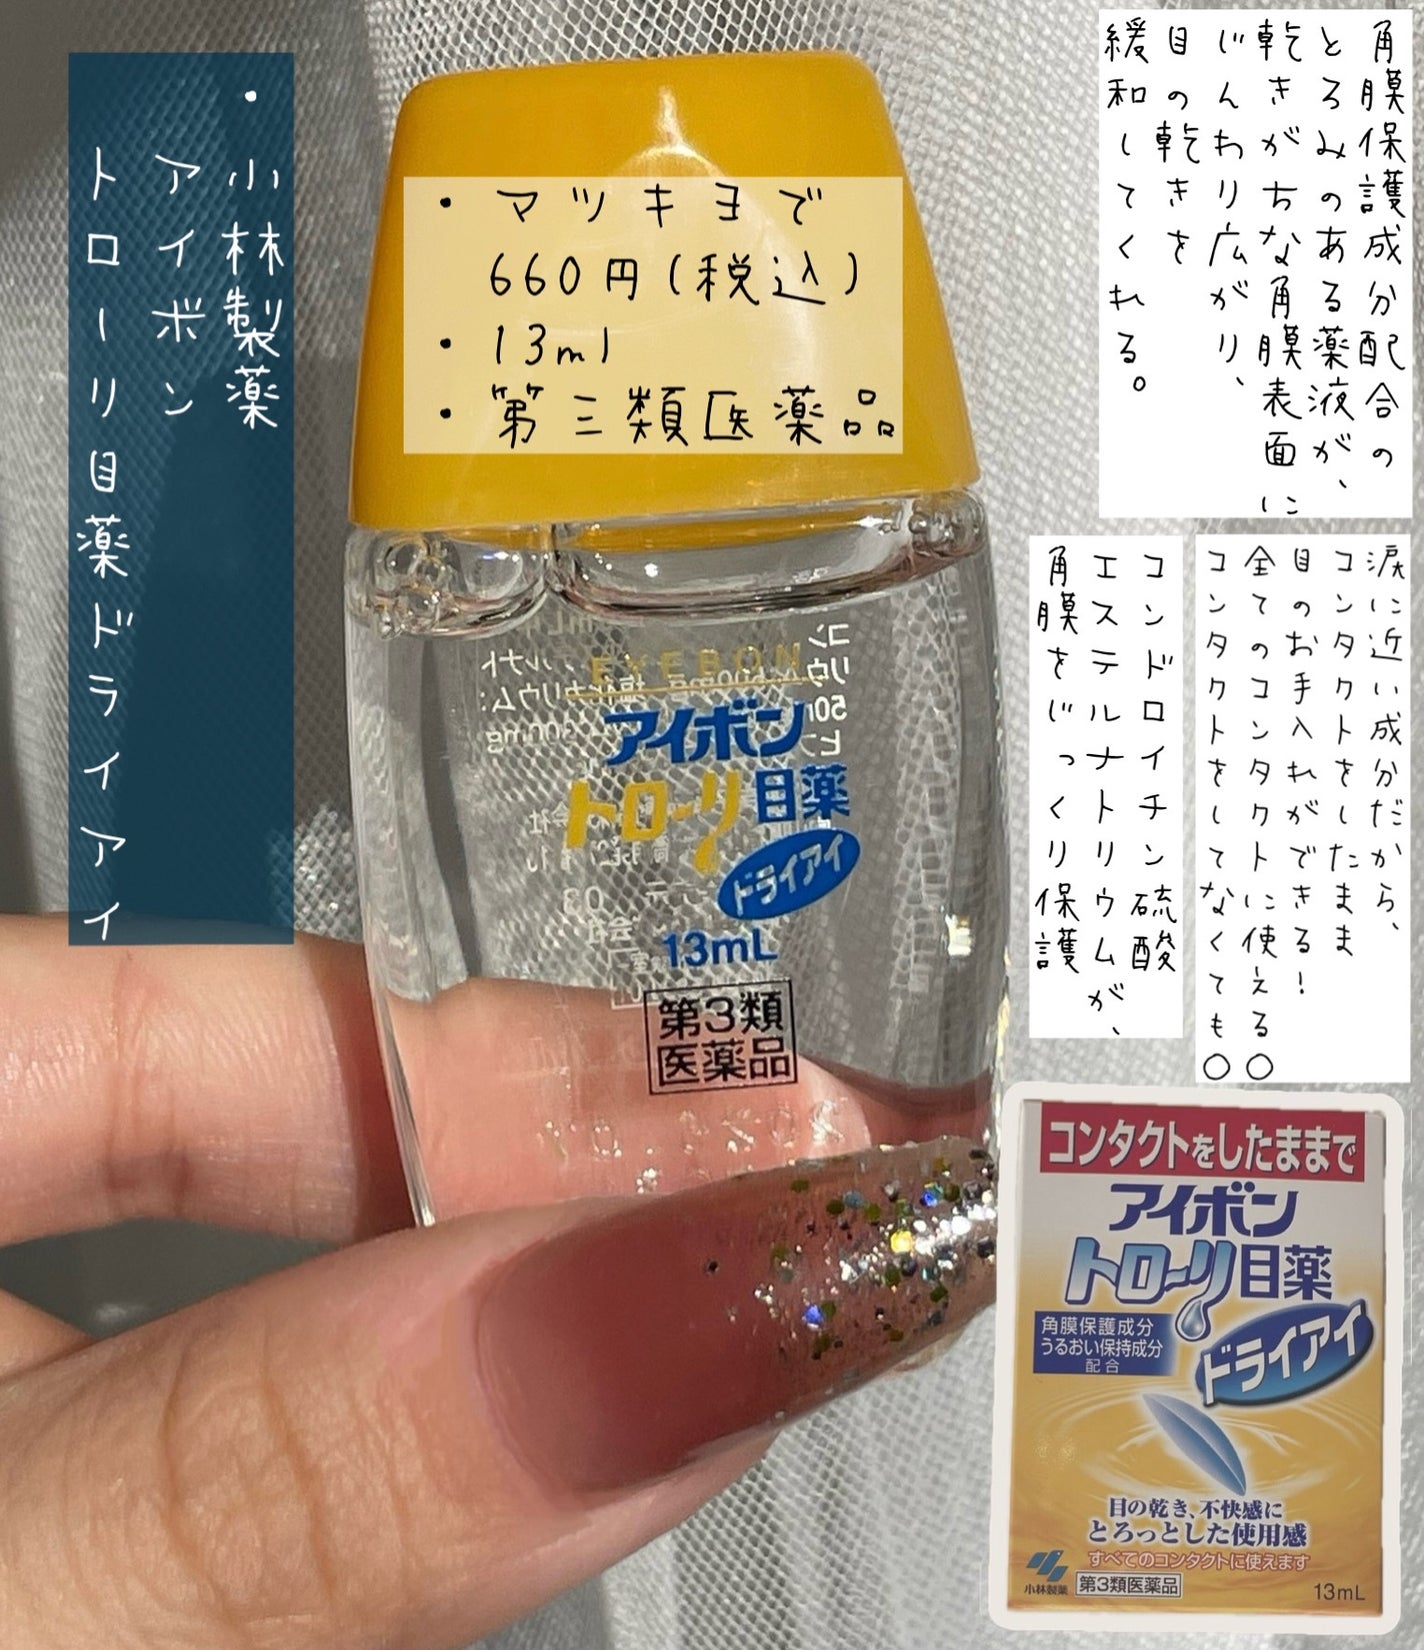 ・小林製薬
アイボン
トローリ目薬ドライアイ
・マツキヨで
660円(税込)
・13ml
・第三類医薬品
角膜保護成分配合の
とろみのある薬液が、
乾きがちな角膜表面に
じんわり広がり、
目の乾きを
緩和してくれる。
涙に近い成分だから、
コンタクトをしたまま
目のお手入れができる!
全てのコンタクトに使える○
コンタクトをしてなくても○
コンドロイチン硫酸
エステルナトリウムが、
角膜をじっくり保護
アイボン
トローリ目薬
ドライアイ
13mL
第3類
医薬品
コンタクトをしたままで
アイボン
トローリ目薬
角膜保護成分
うるおい保持成分
配合
ドライアイ
目の乾き、不快感に
とろっとした使用感
すべてのコンタクトに使えます
小林製薬
第3類医薬品
13mL